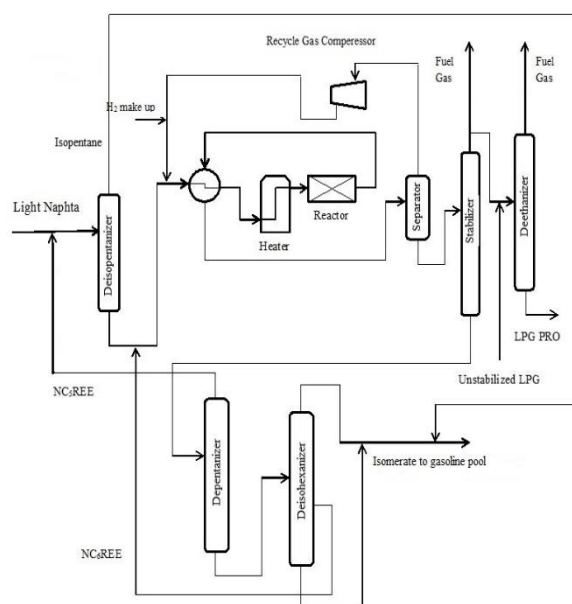 Recycle Gas Comperessor
Fuel
Gas
Fuel
Gas
H₂ make up
Isopentane
Light Naphta
Deisopentanizer
Heater
Reactor
Separator
Stabilizer
Deethanizer
LPG PRO
Unstabilized LPG
NC₅REE
Depentanizer
Deisohexanizer
Isomerate to gasoline pool
NC₆REE